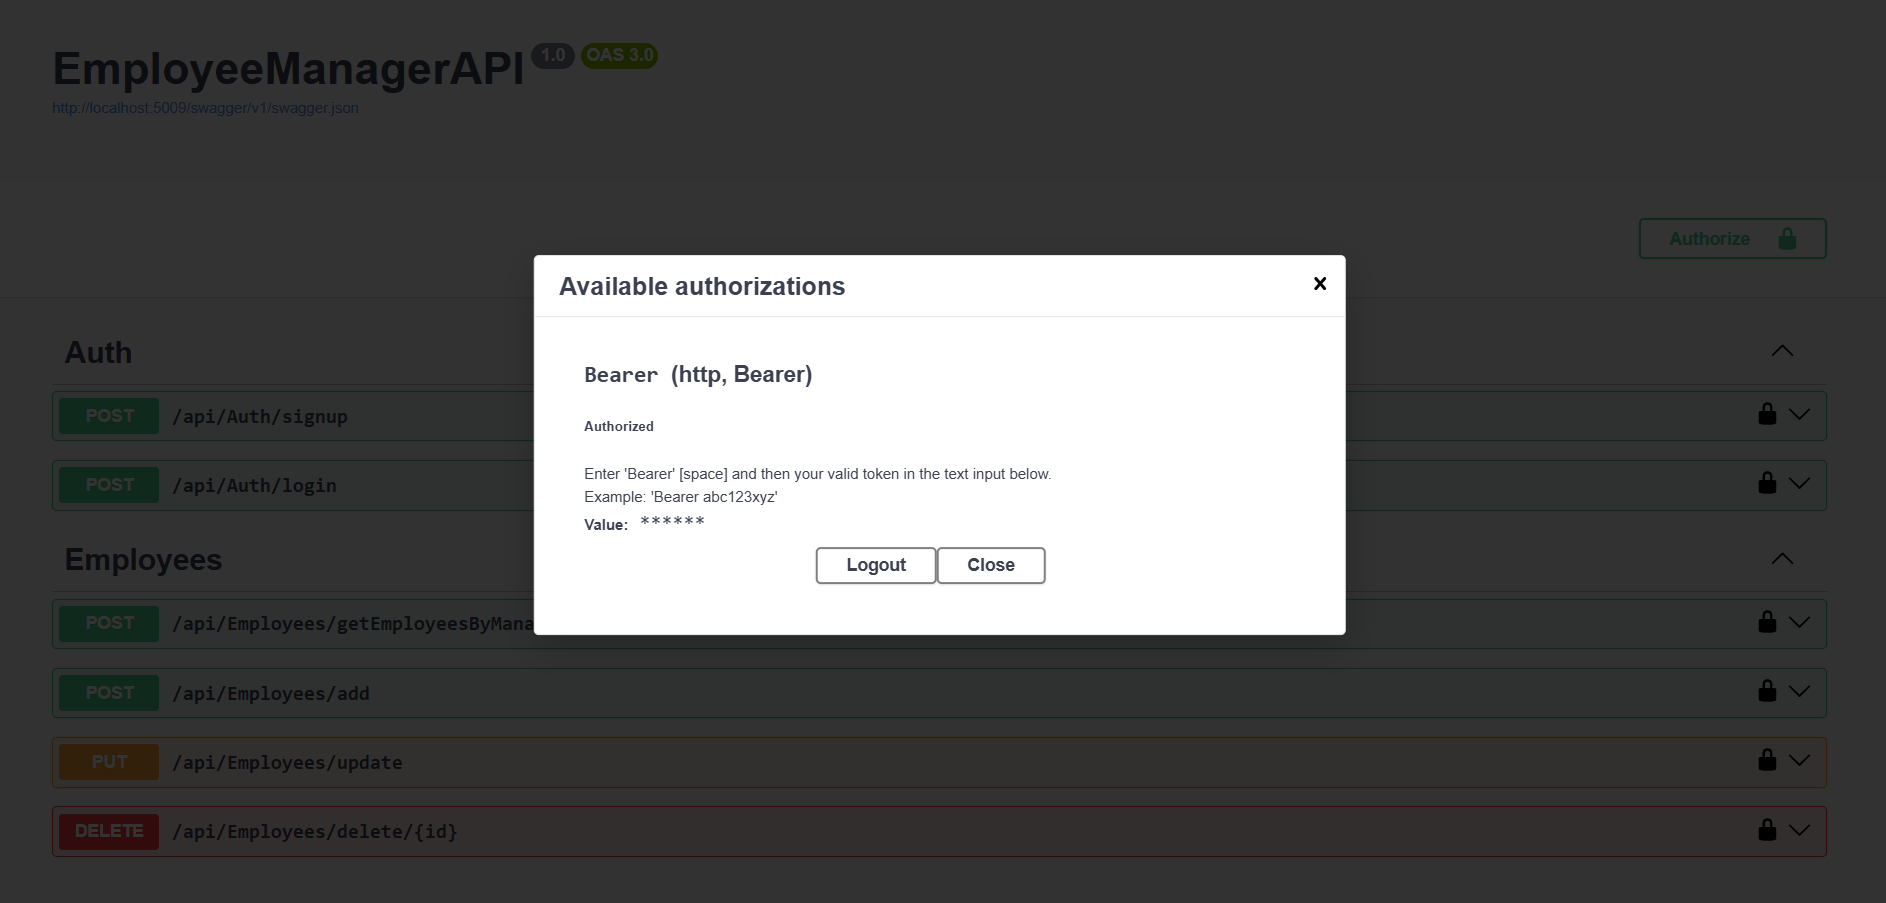 EmployeeManagerAPI 1.0 OAS 3.0
http://localhost:5009/swagger/v1/swagger.json
Authorize
Available authorizations
Bearer (http, Bearer)
Authorized
Enter 'Bearer' [space] and then your valid token in the text input below.
Example: 'Bearer abc123xyz'
Value: ******
Logout Close
Auth
POST /api/Auth/signup
POST /api/Auth/login
Employees
POST /api/Employees/getEmployeesByMana
POST /api/Employees/add
PUT /api/Employees/update
DELETE /api/Employees/delete/{id}